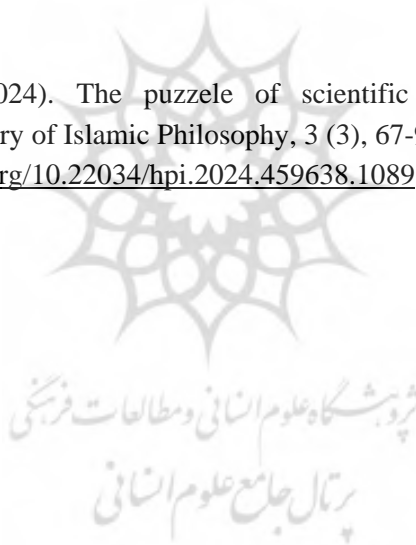 024). The puzzele of scientific
ry of Islamic Philosophy, 3 (3), 67-9
rg/10.22034/hpi.2024.459638.1089
پژوهشگاه علوم انسانی و مطالعات فرهنگی
پرتال جامع علوم انسانی